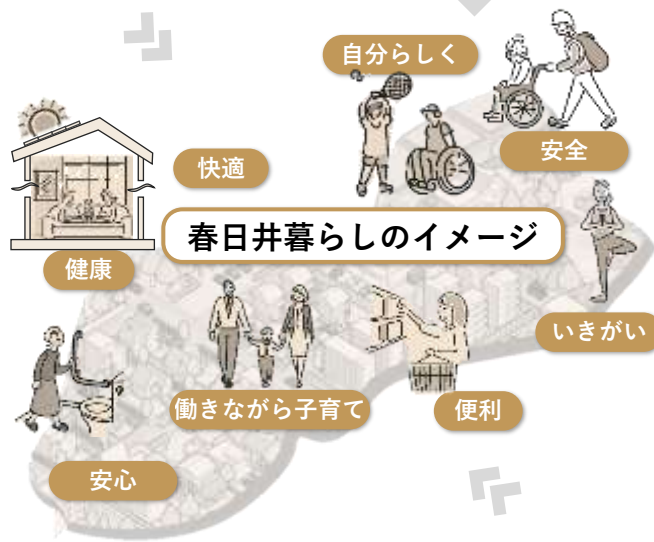 自分らしく
安全
快適
春日井暮らしのイメージ
健康
いきがい
働きながら子育て
便利
安心